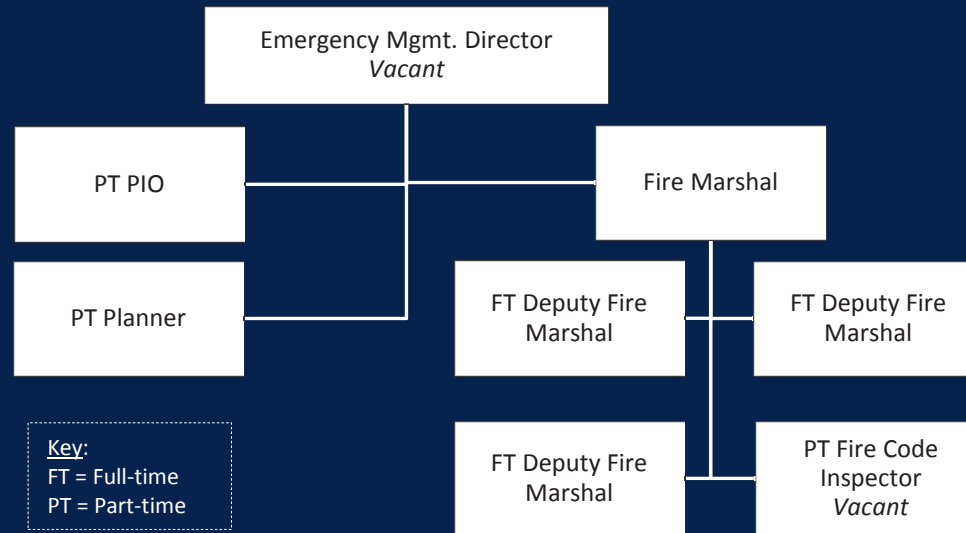 Emergency Mgmt. Director
Vacant
PT PIO
Fire Marshal
PT Planner
FT Deputy Fire
Marshal
FT Deputy Fire
Marshal
FT Deputy Fire
Marshal
PT Fire Code
Inspector
Vacant
Key:
FT = Full-time
PT = Part-time